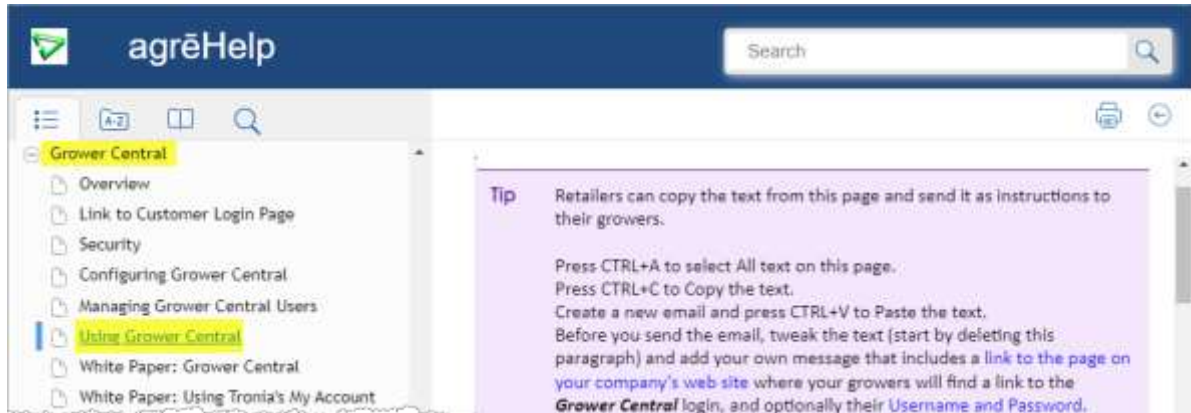 agrēHelp
Search
A-Z
Grower Central
Overview
Link to Customer Login Page
Security
Configuring Grower Central
Managing Grower Central Users
Using Grower Central
White Paper: Grower Central
White Paper: Using Tronia's My Account
Tip
Retailers can copy the text from this page and send it as instructions to
their growers.
Press CTRL+A to select All text on this page.
Press CTRL+C to Copy the text.
Create a new email and press CTRL+V to Paste the text.
Before you send the email, tweak the text (start by deleting this
paragraph) and add your own message that includes a link to the page on
your company's web site where your growers will find a link to the
Grower Central login, and optionally their Username and Password.